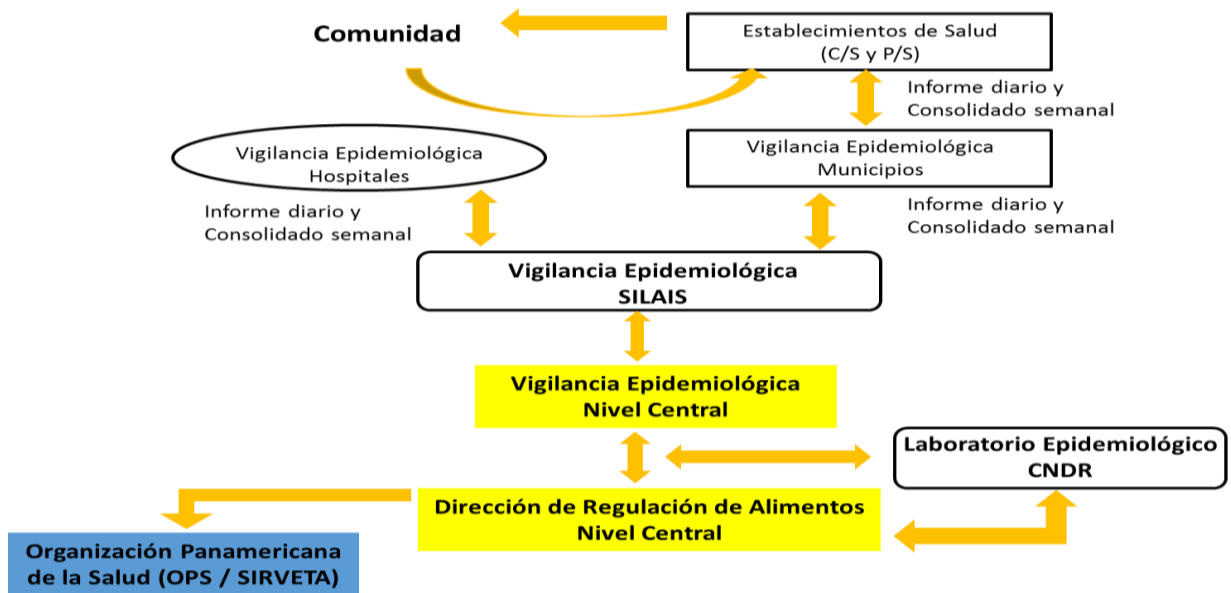 Comunidad
Establecimientos de Salud
(C/S y P/S)
Informe diario y
Consolidado semanal
Vigilancia Epidemiológica
Hospitales
Vigilancia Epidemiológica
Municipios
Informe diario y
Consolidado semanal
Informe diario y
Consolidado semanal
Vigilancia Epidemiológica
SILAIS
Vigilancia Epidemiológica
Nivel Central
Laboratorio Epidemiológico
CNDR
Dirección de Regulación de Alimentos
Nivel Central
Organización Panamericana
de la Salud (OPS / SIRVETA)